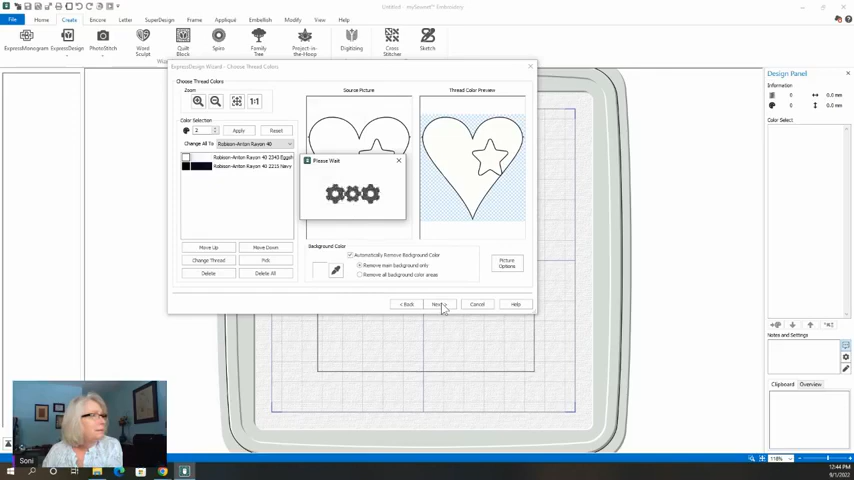 Untitled - mySewnet™ Embroidery
File Home Create Encore Letter SuperDesign Frame Appliqué Embellish Modify View Help
ExpressMonogram ExpressDesign PhotoStitch Word Sculpt Quilt Block Spiro Family Tree Project-in-the-Hoop Digitizing Cross Stitcher Sketch
ExpressDesign Wizard - Choose Thread Colors
Choose Thread Colors
Zoom
1:1
Source Picture
Thread Color Preview
Color Selection
2 Apply Reset
Change All To Robison-Anton Rayon 40
Robison-Anton Rayon 40 2343 Eggsh
Robison-Anton Rayon 40 2215 Navy
Move Up Move Down
Change Thread Pick
Delete Delete All
Please Wait
Background Color
Automatically Remove Background Color
Remove main background only
Remove all background color areas
Picture Options
< Back Next > Cancel Help
Design Panel
Information
0 0.0 mm
0 0.0 mm
Color Select
Notes and Settings
Clipboard Overview
118%
Soni
12:44 PM
9/1/2022